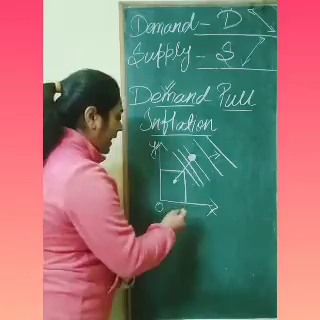 Demand - D
Supply - S
Demand Pull
Inflation
Y
O
X